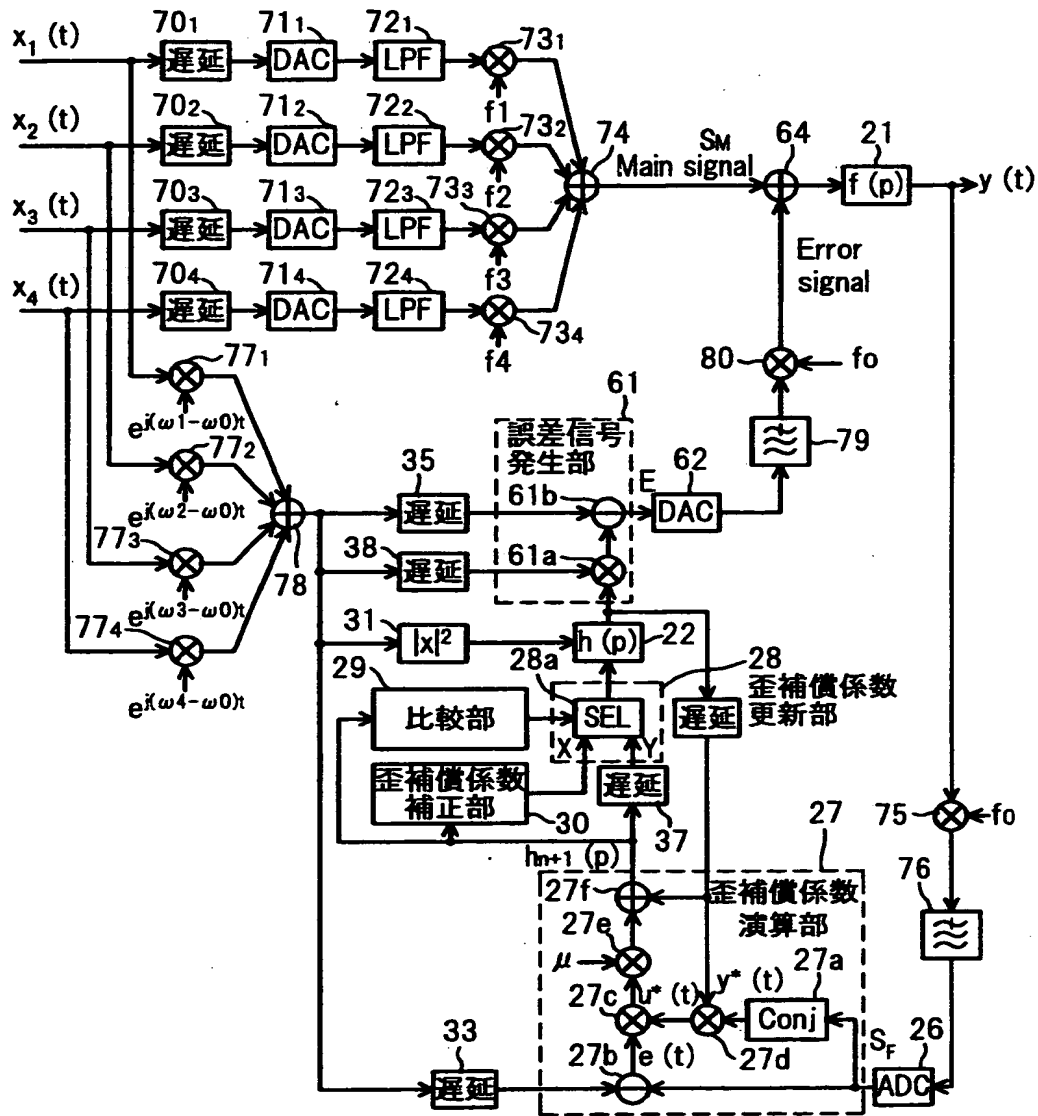 x₁ (t)
70₁
遅延
71₁
DAC
72₁
LPF
73₁
f1
x₂ (t)
70₂
遅延
71₂
DAC
72₂
LPF
73₂
f2
x₃ (t)
70₃
遅延
71₃
DAC
72₃
LPF
73₃
f3
x₄ (t)
70₄
遅延
71₄
DAC
72₄
LPF
73₄
f4
74
S_M
Main signal
64
21
f (p)
y (t)
Error
signal
80
fo
79
77₁
e^j(ω1-ω0)t
77₂
e^j(ω2-ω0)t
77₃
e^j(ω3-ω0)t
77₄
e^j(ω4-ω0)t
78
61
誤差信号
発生部
35
遅延
61b
E
62
DAC
38
遅延
61a
31
|x|²
h (p)
22
28a
28
29
比較部
SEL
X
Y
遅延
歪補償係数
更新部
歪補償係数
補正部
30
遅延
37
75
fo
hn+1 (p)
27
27f
歪補償係数
演算部
76
27e
μ
27c
u* (t)
y* (t)
27a
Conj
27d
33
遅延
27b
e (t)
S_F
26
ADC